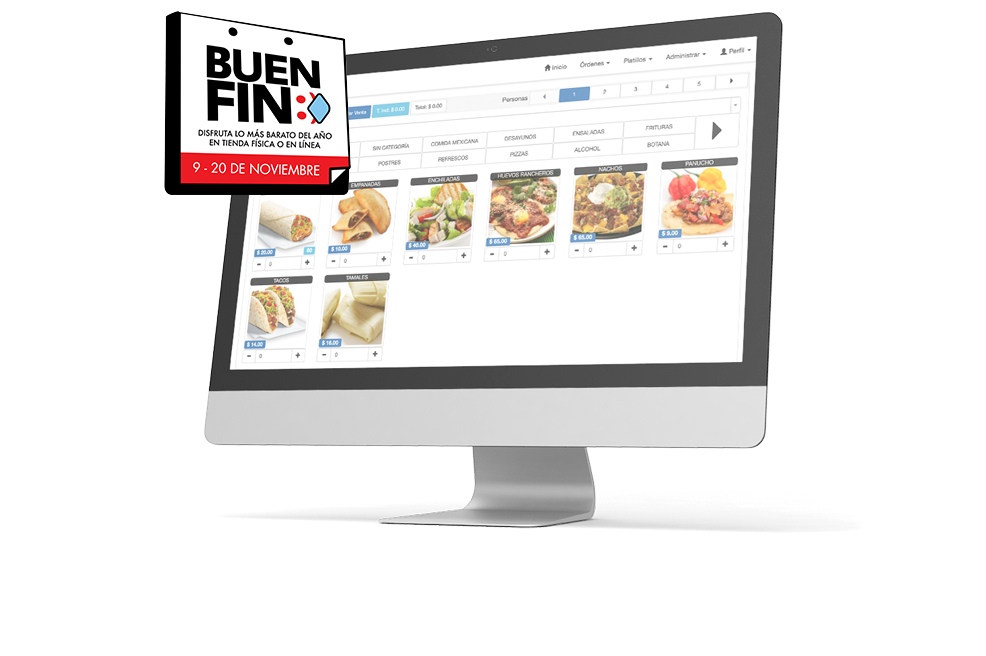 BUEN
FIN
DISFRUTA LO MÁS BARATO DEL AÑO
EN TIENDA FÍSICA O EN LÍNEA
9 - 20 DE NOVIEMBRE
Inicio Órdenes Platillos Administrar Perfil
Venta $ 0.00 Total: $ 0.00 Personas 1 2 3 4 5
SIN CATEGORÍA COMIDA MEXICANA DESAYUNOS ENSALADAS FRITURAS
POSTRES REFRESCOS PIZZAS ALCOHOL BOTANA
EMPANADAS ENCHILADAS HUEVOS RANCHEROS NACHOS PANUCHO
$ 20.00 $ 10.00 $ 40.00 $ 65.00 $ 65.00 $ 9.00
- 0 + - 0 + - 0 + - 0 + - 0 + - 0 +
TACOS TAMALES
$ 14.00 $ 16.00
- 0 + - 0 +